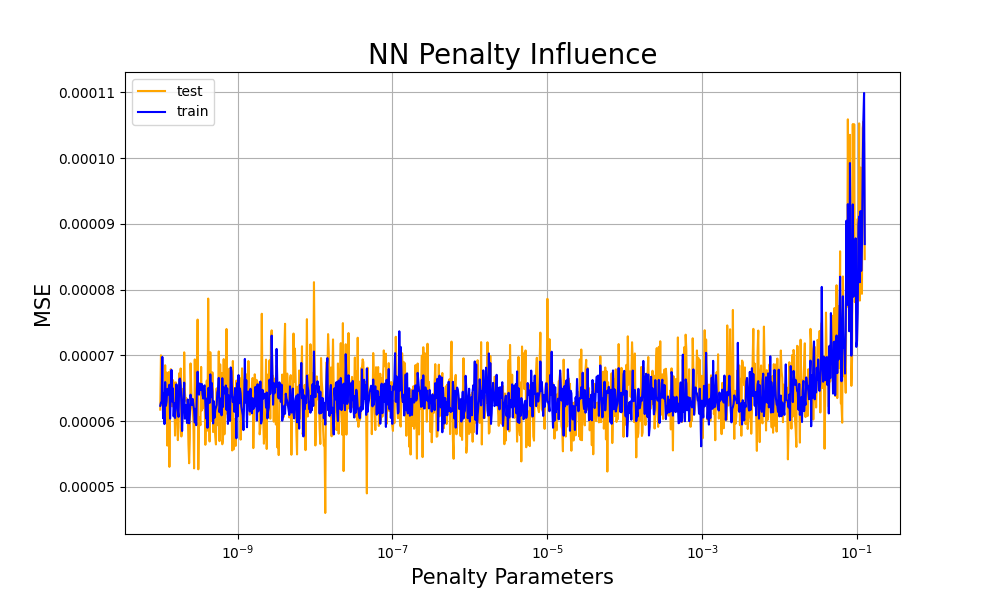 NN Penalty Influence
test
train
0.00011
0.00010
0.00009
0.00008
0.00007
0.00006
0.00005
MSE
10⁻⁹ 10⁻⁷ 10⁻⁵ 10⁻³ 10⁻¹
Penalty Parameters